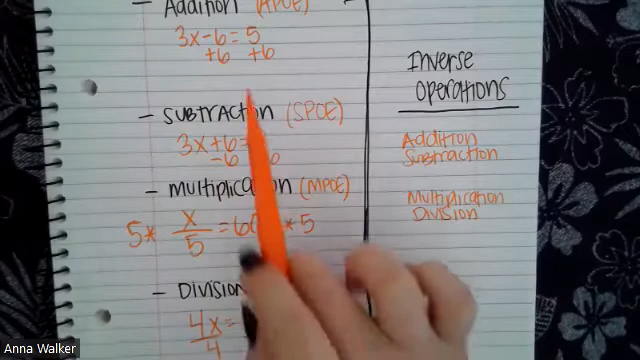 - Addition (APOE)
3x-6=5
+6 +6
- Subtraction (SPOE)
3x+6=
-6
- Multiplication (MPOE)
5* x/5 = 6 *5
- Division
4x=
4
Inverse
Operations
Addition
Subtraction
Multiplication
Division
Anna Walker